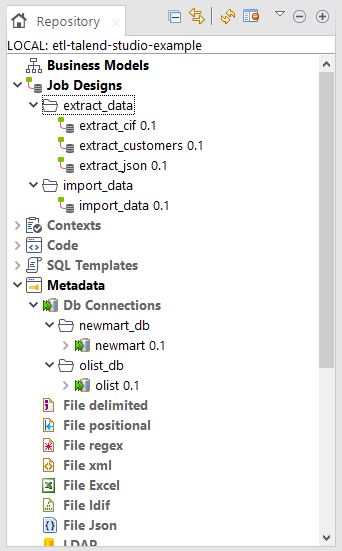 Repository
LOCAL: etl-talend-studio-example
Business Models
Job Designs
extract_data
extract_cif 0.1
extract_customers 0.1
extract_json 0.1
import_data
import_data 0.1
Contexts
Code
SQL Templates
Metadata
Db Connections
newmart_db
newmart 0.1
olist_db
olist 0.1
File delimited
File positional
File regex
File xml
File Excel
File ldif
File Json
LDAP